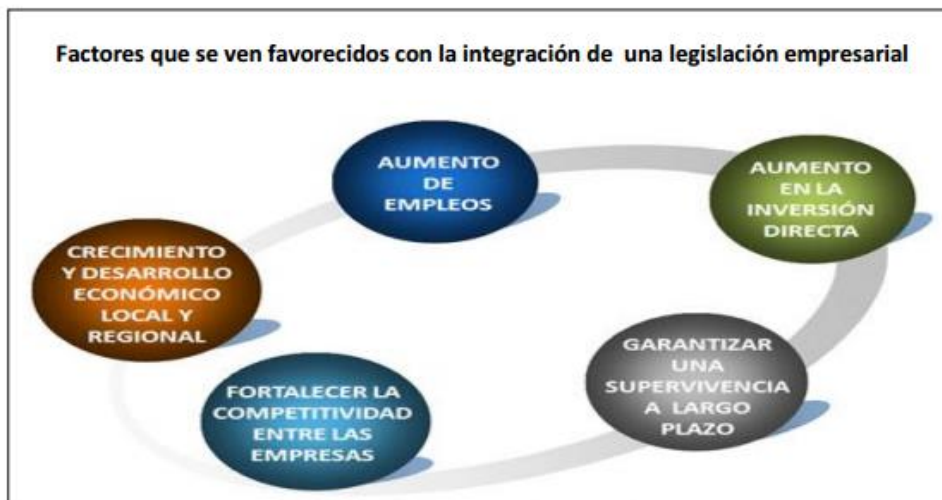 Factores que se ven favorecidos con la integración de una legislación empresarial
AUMENTO
DE
EMPLEOS
AUMENTO
EN LA
INVERSIÓN
DIRECTA
CRECIMIENTO
Y DESARROLLO
ECONÓMICO
LOCAL Y
REGIONAL
GARANTIZAR
UNA
SUPERVIVENCIA
A LARGO
PLAZO
FORTALECER LA
COMPETITIVIDAD
ENTRE LAS
EMPRESAS